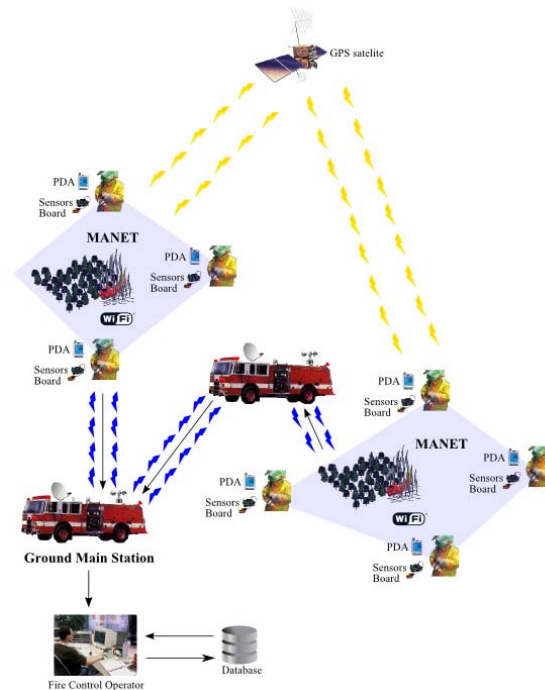 GPS satelite
PDA
Sensors
Board
MANET
PDA
Sensors
Board
WiFi
PDA
Sensors
Board
PDA
Sensors
Board
MANET
PDA
Sensors
Board
PDA
Sensors
Board
WiFi
PDA
Sensors
Board
Ground Main Station
Database
Fire Control Operator